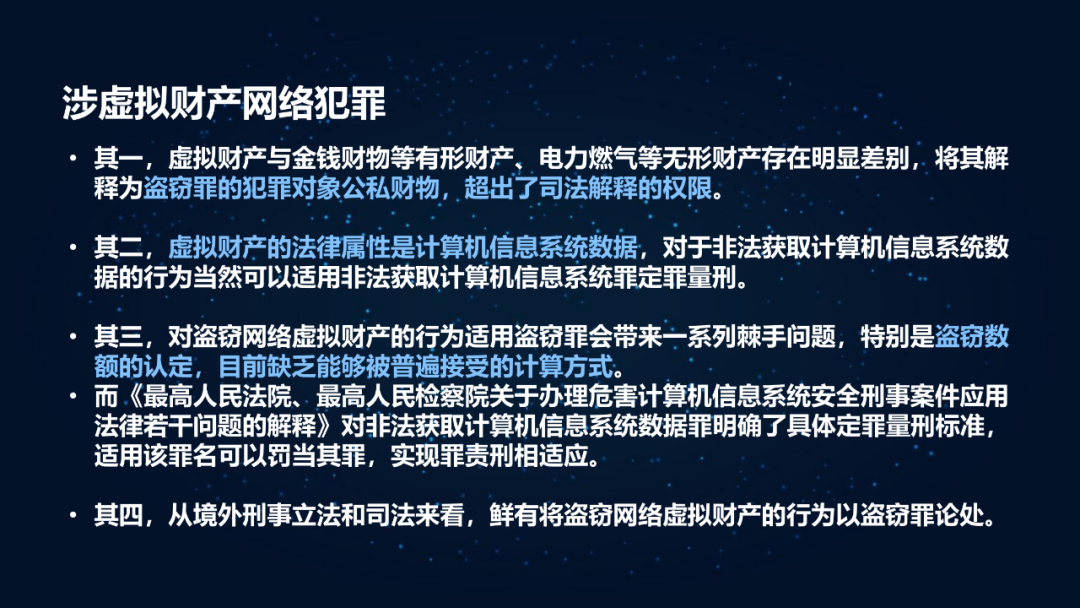 涉虚拟财产网络犯罪
• 其一，虚拟财产与金钱财物等有形财产、电力燃气等无形财产存在明显差别，将其解
释为盗窃罪的犯罪对象公私财物，超出了司法解释的权限。
• 其二，虚拟财产的法律属性是计算机信息系统数据，对于非法获取计算机信息系统数
据的行为当然可以适用非法获取计算机信息系统罪定罪量刑。
• 其三，对盗窃网络虚拟财产的行为适用盗窃罪会带来一系列棘手问题，特别是盗窃数
额的认定，目前缺乏能够被普遍接受的计算方式。
• 而《最高人民法院、最高人民检察院关于办理危害计算机信息系统安全刑事案件应用
法律若干问题的解释》对非法获取计算机信息系统数据罪明确了具体定罪量刑标准，
适用该罪名可以罚当其罪，实现罪责刑相适应。
• 其四，从境外刑事立法和司法来看，鲜有将盗窃网络虚拟财产的行为以盗窃罪论处。